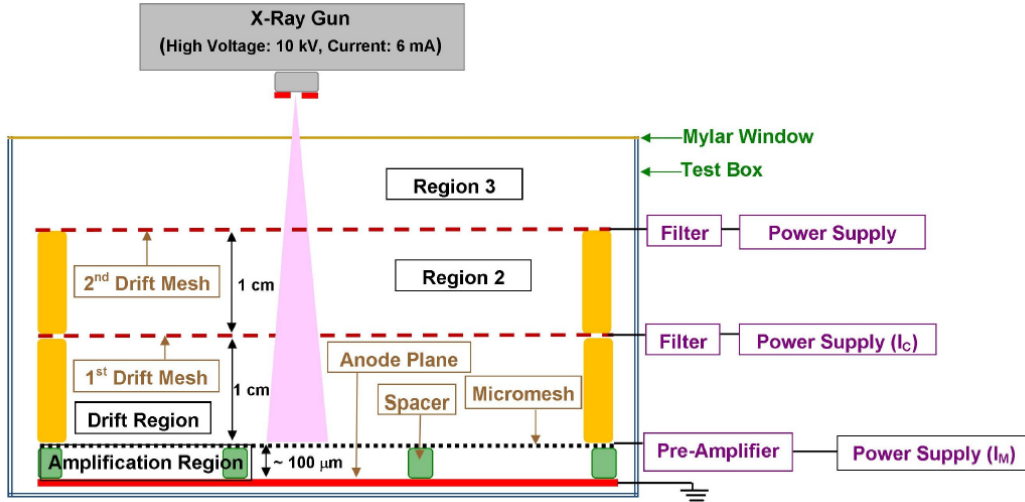 X-Ray Gun
(High Voltage: 10 kV, Current: 6 mA)
Mylar Window
Test Box
Region 3
Filter
Power Supply
2nd Drift Mesh
1 cm
Region 2
Filter
Power Supply (IC)
1st Drift Mesh
1 cm
Anode Plane
Spacer
Micromesh
Drift Region
Pre-Amplifier
Power Supply (IM)
Amplification Region
~ 100 μm